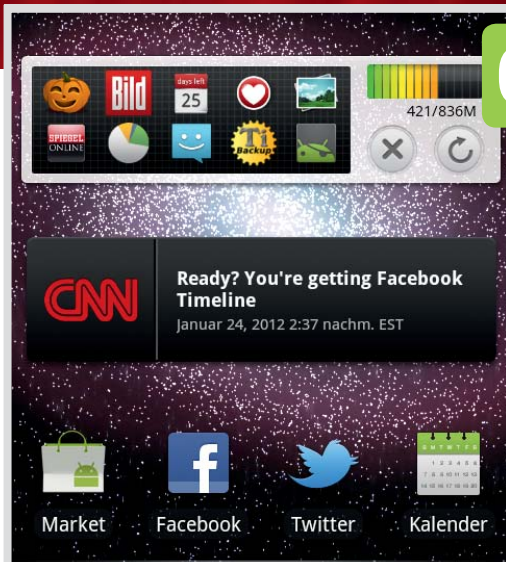 Bild
days left
25
421/836M
SPIEGEL
ONLINE
Ti
Backup
CNN
Ready? You're getting Facebook
Timeline
Januar 24, 2012 2:37 nachm. EST
f
Market
Facebook
Twitter
Kalender